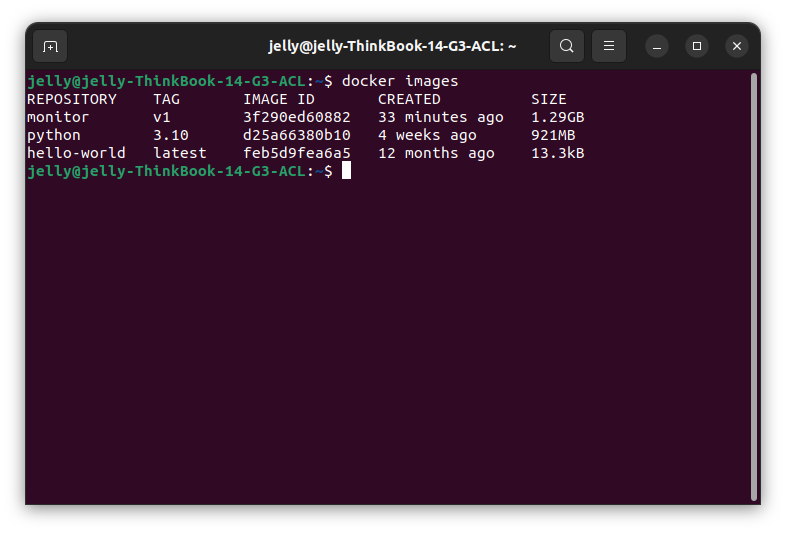 jelly@jelly-ThinkBook-14-G3-ACL: ~
jelly@jelly-ThinkBook-14-G3-ACL:~$ docker images
REPOSITORY    TAG       IMAGE ID       CREATED          SIZE
monitor       v1        3f290ed60882   33 minutes ago   1.29GB
python        3.10      d25a66380b10   4 weeks ago      921MB
hello-world   latest    feb5d9fea6a5   12 months ago    13.3kB
jelly@jelly-ThinkBook-14-G3-ACL:~$